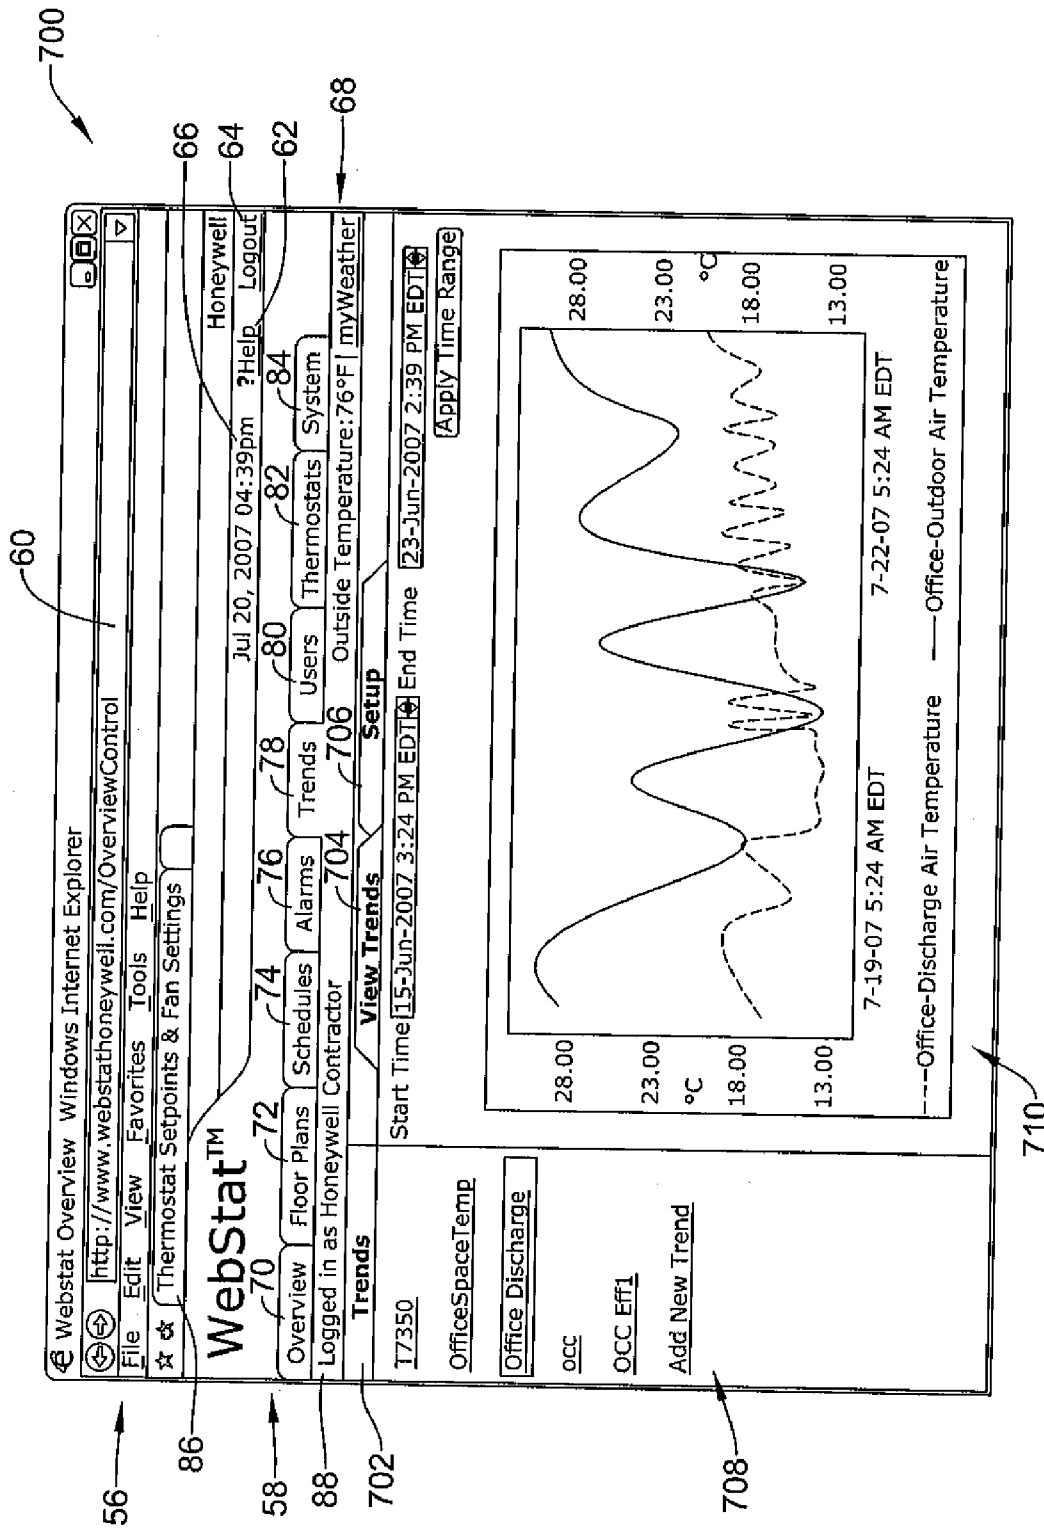 700
60
66
64
62
68
56
Webstat Overview Windows Internet Explorer
http://www.webstathoneywell.com/OverviewControl
File Edit View Favorites Tools Help
Thermostat Setpoints & Fan Settings
86
WebStat™
Honeywell
Jul 20, 2007 04:39pm ?Help Logout
58
70 72 74 76 78 80 82 84
Overview Floor Plans Schedules Alarms Trends Users Thermostats System
88
Logged in as Honeywell Contractor Outside Temperature:76°F myWeather
702 704 706
Trends View Trends Setup
Start Time 15-Jun-2007 3:24 PM EDT End Time 23-Jun-2007 2:39 PM EDT
Apply Time Range
T7350
OfficeSpaceTemp
Office Discharge
occ
OCC Eff1
Add New Trend
708
28.00 28.00
23.00 23.00
°C °C
18.00 18.00
13.00 13.00
7-19-07 5:24 AM EDT 7-22-07 5:24 AM EDT
Office-Discharge Air Temperature Office-Outdoor Air Temperature
710